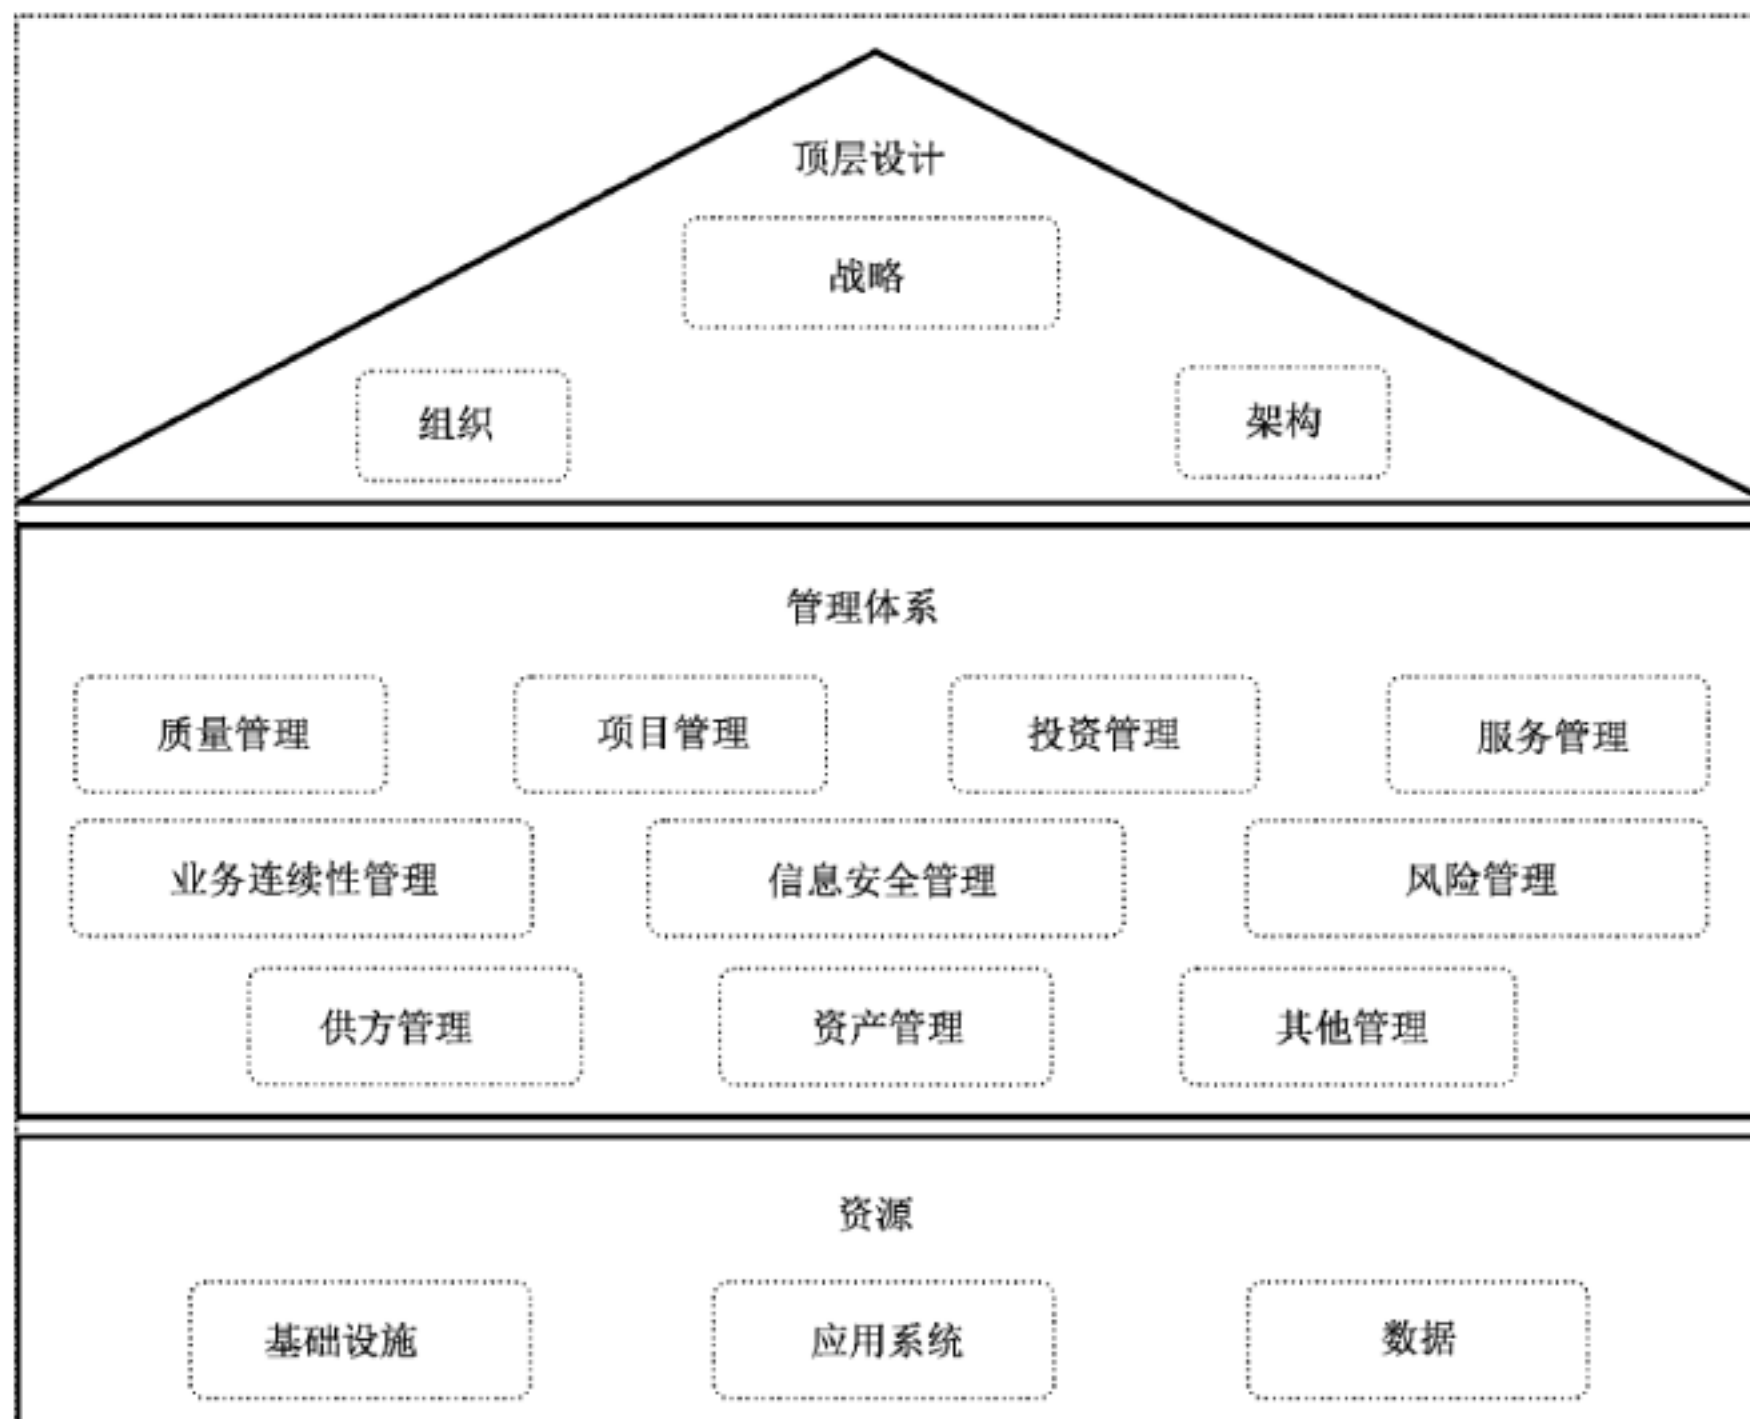 顶层设计
战略
组织 架构
管理体系
质量管理 项目管理 投资管理 服务管理
业务连续性管理 信息安全管理 风险管理
供方管理 资产管理 其他管理
资源
基础设施 应用系统 数据